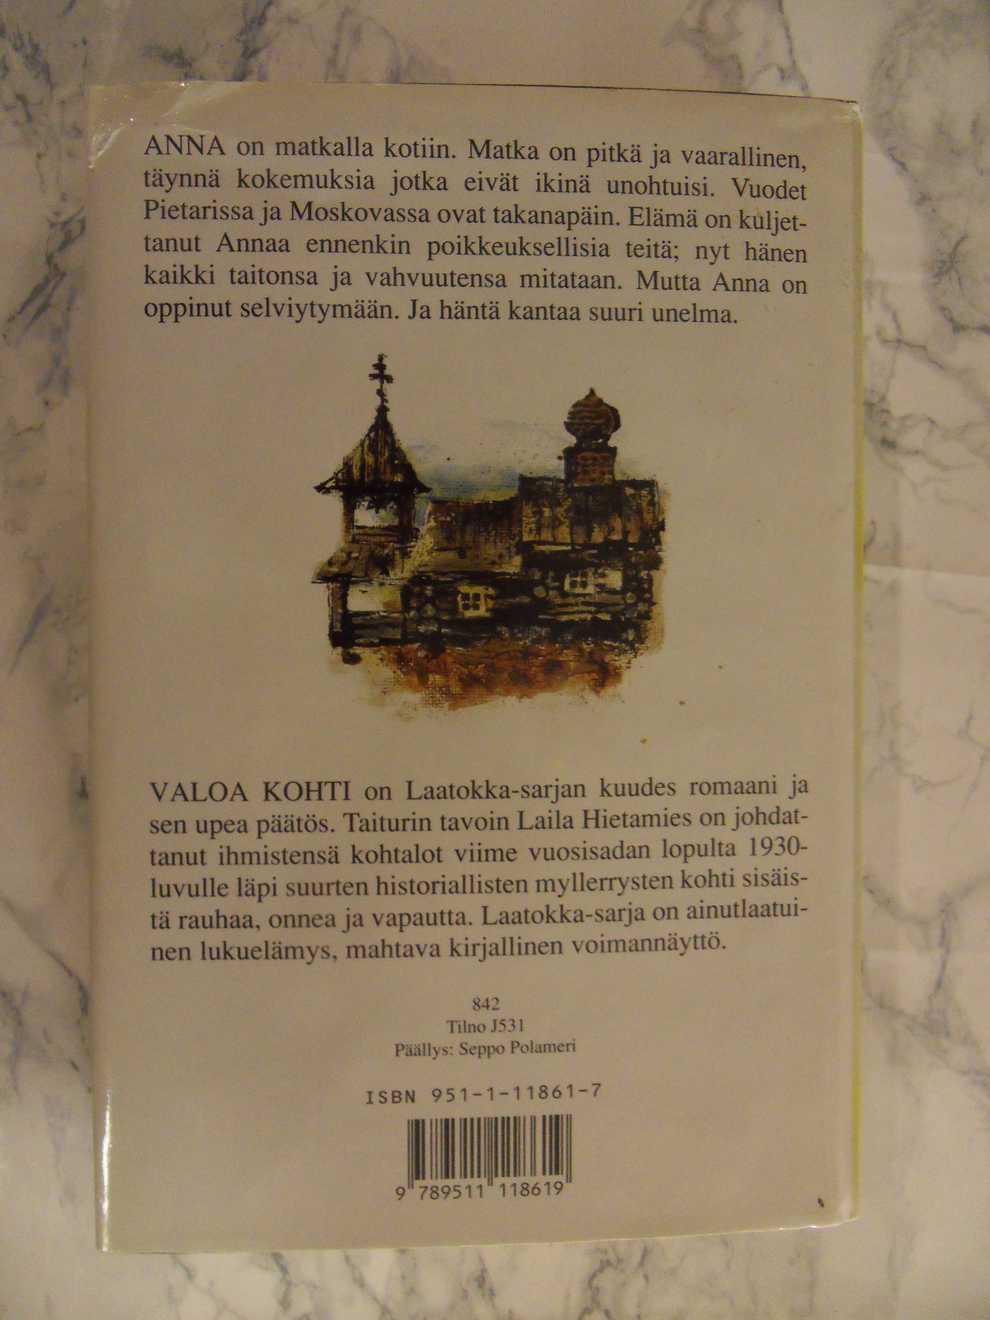 ANNA on matkalla kotiin. Matka on pitkä ja vaarallinen,
täynnä kokemuksia jotka eivät ikinä unohtuisi. Vuodet
Pietarissa ja Moskovassa ovat takanapäin. Elämä on kuljet-
tanut Annaa ennenkin poikkeuksellisia teitä; nyt hänen
kaikki taitonsa ja vahvuutensa mitataan. Mutta Anna on
oppinut selviytymään. Ja häntä kantaa suuri unelma.
VALOA KOHTI on Laatokka-sarjan kuudes romaani ja
sen upea päätös. Taiturin tavoin Laila Hietamies on johdat-
tanut ihmistensä kohtalot viime vuosisadan lopulta 1930-
luvulle läpi suurten historiallisten myllerrysten kohti sisäis-
tä rauhaa, onnea ja vapautta. Laatokka-sarja on ainutlaatui-
nen lukuelämys, mahtava kirjallinen voimannäyttö.
842
Tilno J531
Päällys: Seppo Polameri
ISBN 951-1-11861-7
9 789511 118619